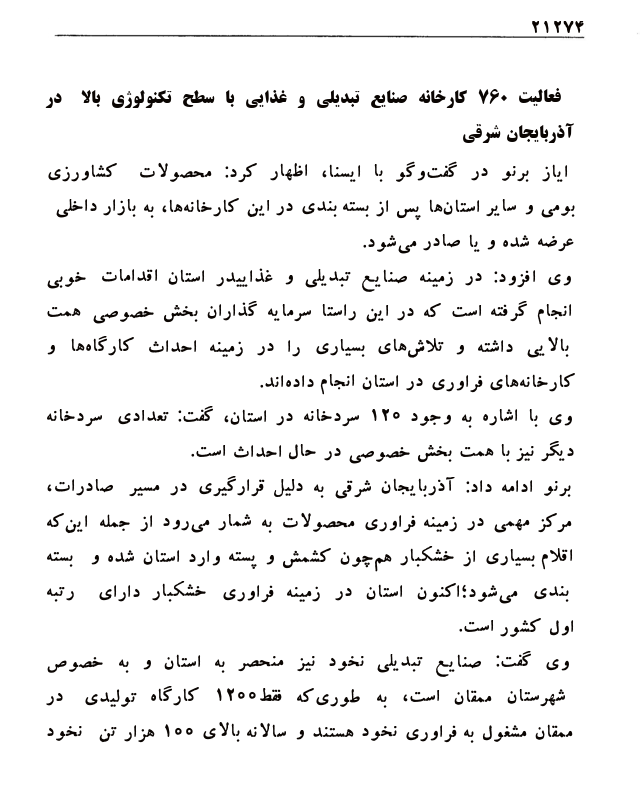 ۲۱۲۷۴
فعالیت ۷۶۰ کارخانه صنایع تبدیلی و غذایی با سطح تکنولوژی بالا در
آذربایجان شرقی
ایاز برنو در گفت‌وگو با ایسنا، اظهار کرد: محصولات کشاورزی
بومی و سایر استان‌ها پس از بسته بندی در این کارخانه‌ها، به بازار داخلی
عرضه شده و یا صادر می‌شود.
وی افزود: در زمینه صنایع تبدیلی و غذاییدر استان اقدامات خوبی
انجام گرفته است که در این راستا سرمایه گذاران بخش خصوصی همت
بالایی داشته و تلاش‌های بسیاری را در زمینه احداث کارگاه‌ها و
کارخانه‌های فراوری در استان انجام داده‌اند.
وی با اشاره به وجود ۱۲۰ سردخانه در استان، گفت: تعدادی سردخانه
دیگر نیز با همت بخش خصوصی در حال احداث است.
برنو ادامه داد: آذربایجان شرقی به دلیل قرارگیری در مسیر صادرات،
مرکز مهمی در زمینه فراوری محصولات به شمار می‌رود از جمله این‌که
اقلام بسیاری از خشکبار هم‌چون کشمش و پسته وارد استان شده و بسته
بندی می‌شود؛اکنون استان در زمینه فراوری خشکبار دارای رتبه
اول کشور است.
وی گفت: صنایع تبدیلی نخود نیز منحصر به استان و به خصوص
شهرستان ممقان است، به طوری‌که فقط۱۲۰۰ کارگاه تولیدی در
ممقان مشغول به فراوری نخود هستند و سالانه بالای ۱۰۰ هزار تن نخود